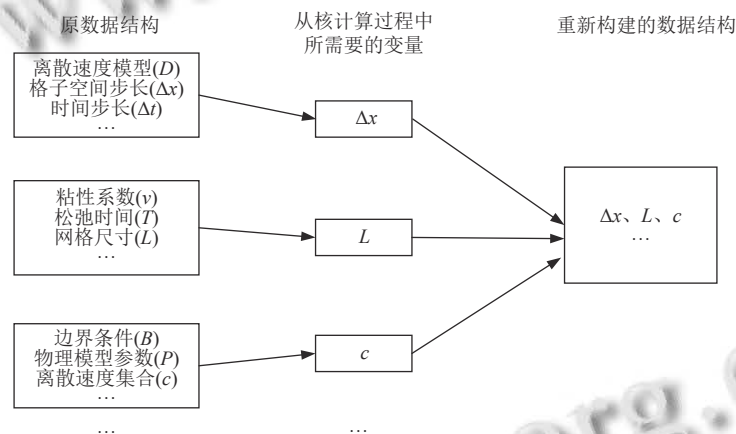 原数据结构
从核计算过程中
所需要的变量
重新构建的数据结构
离散速度模型(D)
格子空间步长(Δx)
时间步长(Δt)
…
Δx
粘性系数(v)
松弛时间(T)
网格尺寸(L)
…
L
Δx、L、c
…
边界条件(B)
物理模型参数(P)
离散速度集合(c)
…
c
…
…